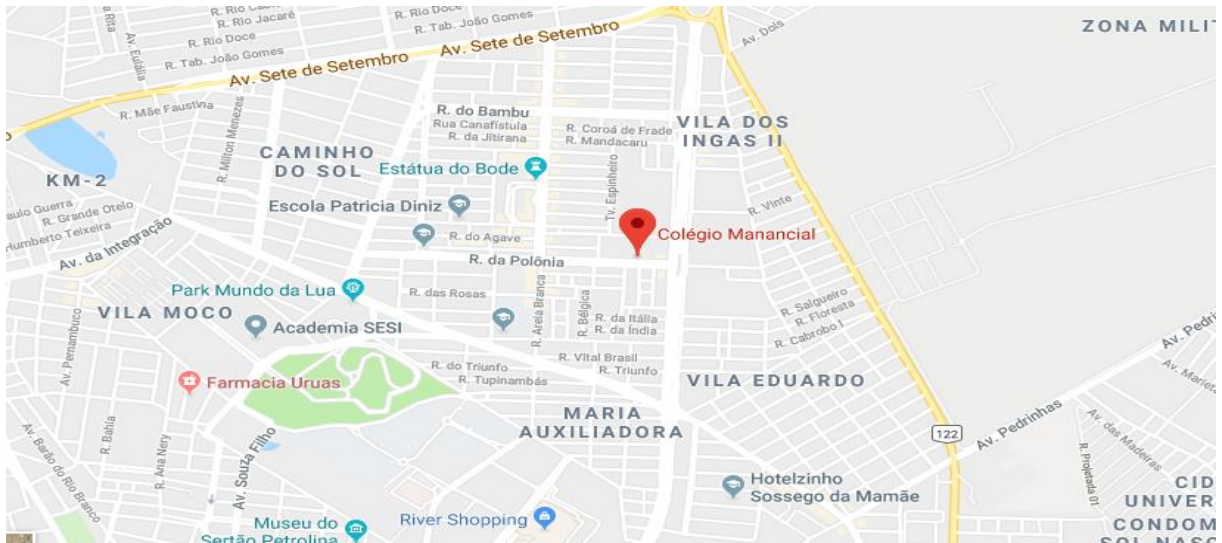 R. Rio Doce
Av. Dois
ZONA MILIT
R. Rio Jacaré
R. Tab. João Gomes
R. Rio Doce
Av. Eulália
Av. Sete de Setembro
R. Tab. João Gomes
Av. Sete de Setembro
R. Mãe Faustina
R. Milton Menezes
R. do Bambu
Rua Canafístula
R. da Jitirana
R. Coroá de Frade
R. Mandacaru
VILA DOS
INGAS II
CAMINHO
DO SOL
Estátua do Bode
KM-2
Tv. Espinheiro
Escola Patricia Diniz
R. Vinte
aulo Guerra
R. Grande Otelo
Humberto Teixeira
Av. da Integração
R. do Agave
Colégio Manancial
R. da Polônia
Park Mundo da Lua
R. das Rosas
R. Arela Branca
R. Bélgica
R. Salgueiro
R. Floresta
R. Cabrobo I
VILA MOCO
Academia SESI
R. da Itália
R. da Índia
Av. Pedrinhas
Av. Pernambuco
R. do Triunfo
R. Tupinambás
R. Vital Brasil
R. Triunfo
Farmacia Uruas
VILA EDUARDO
MARIA
AUXILIADORA
122
Av. Pedrinhas
Av. das Madeiras
R. Bahia
R. Ana Nery
Av. Souza Filho
Av. Barão do Rio Branco
R. Projetada 01
Hotelzinho
Sossego da Mamãe
CID
UNIVER
CONDOM
SOL NASC
River Shopping
Museu do
Sertão Petrolina